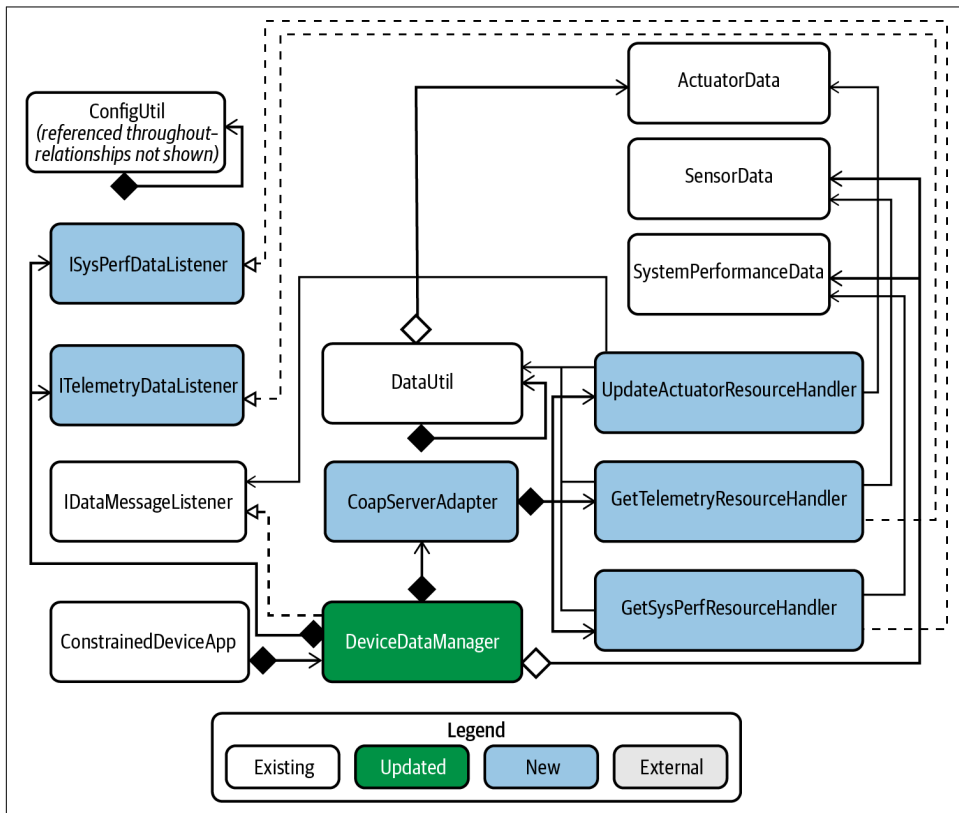 ActuatorData
ConfigUtil
(referenced throughout–
relationships not shown)
SensorData
ISysPerfDataListener
SystemPerformanceData
ITelemetryDataListener
DataUtil
UpdateActuatorResourceHandler
IDataMessageListener
CoapServerAdapter
GetTelemetryResourceHandler
GetSysPerfResourceHandler
ConstrainedDeviceApp
DeviceDataManager
Legend
Existing
Updated
New
External